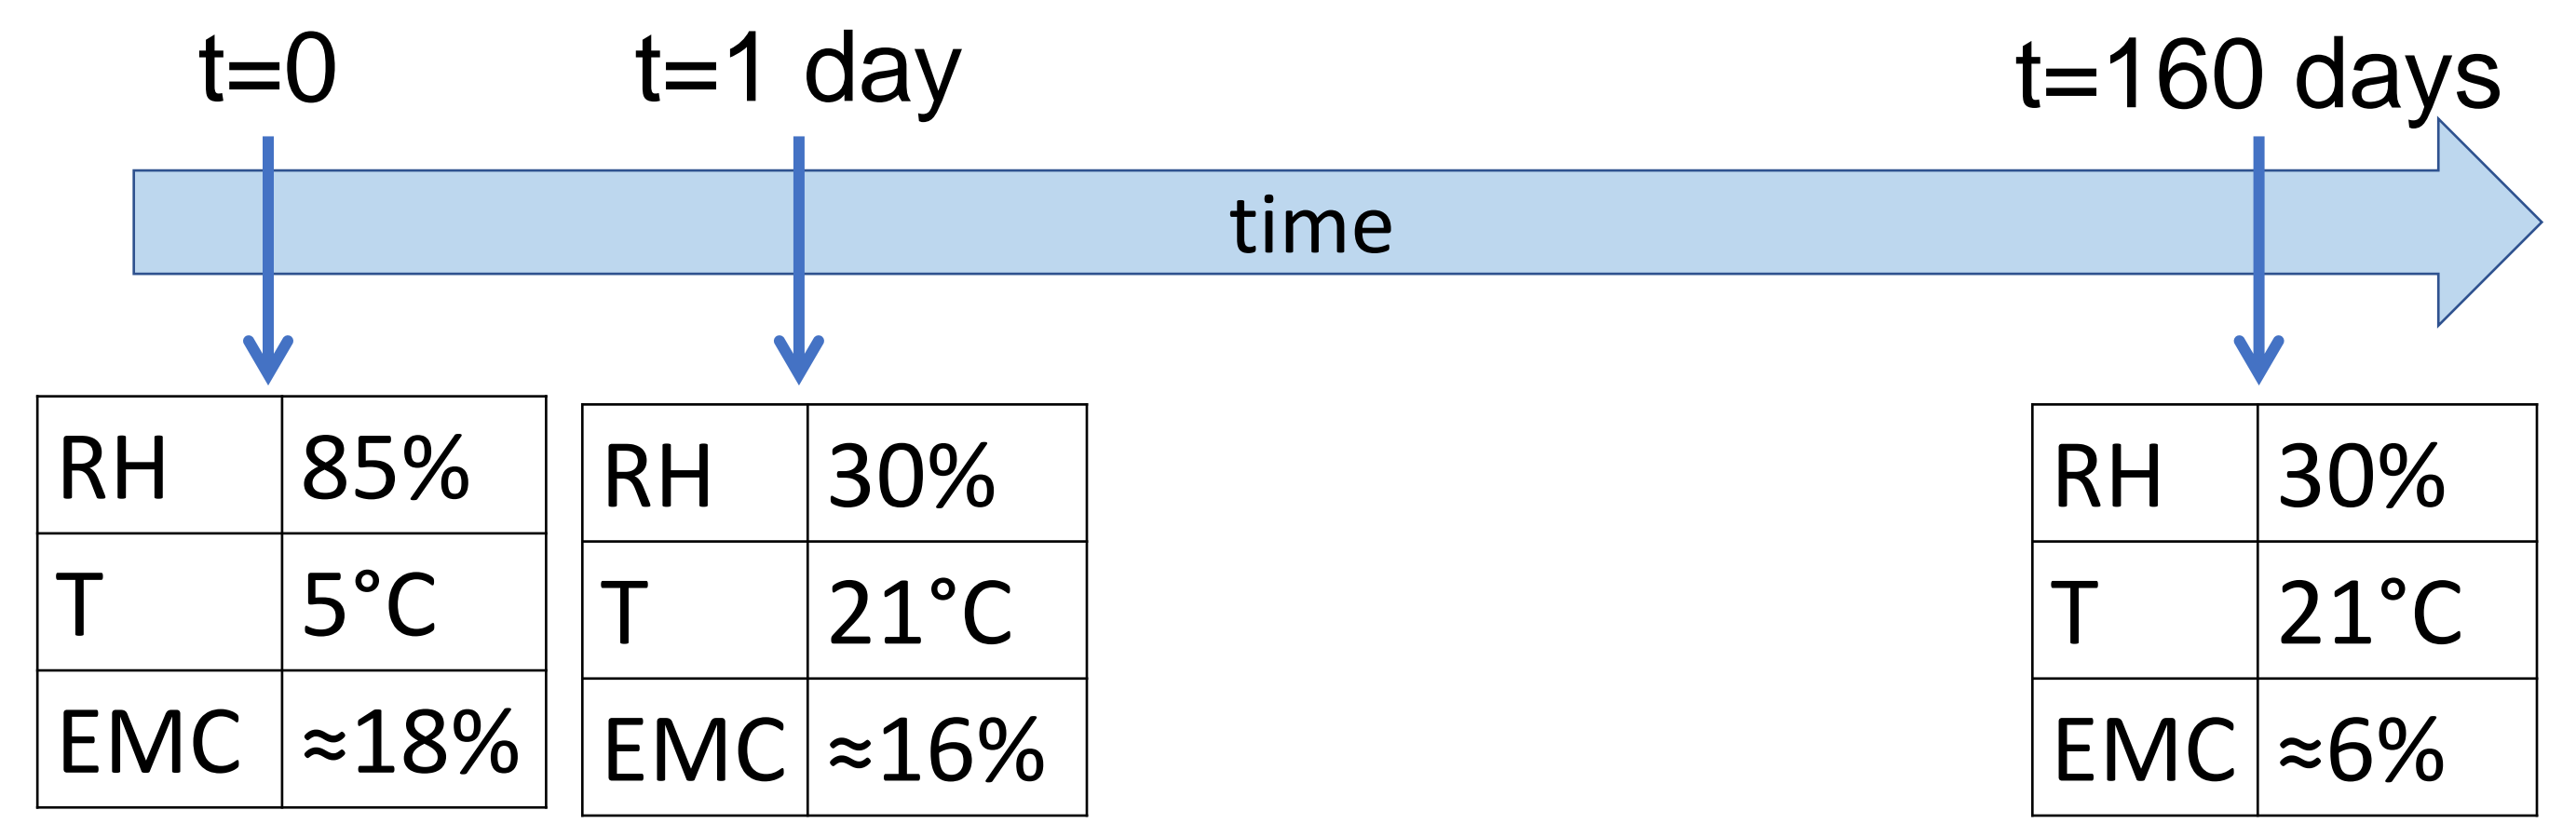 t=0
t=1 day
t=160 days
time
RH 85%
T 5°C
EMC ≈18%
RH 30%
T 21°C
EMC ≈16%
RH 30%
T 21°C
EMC ≈6%